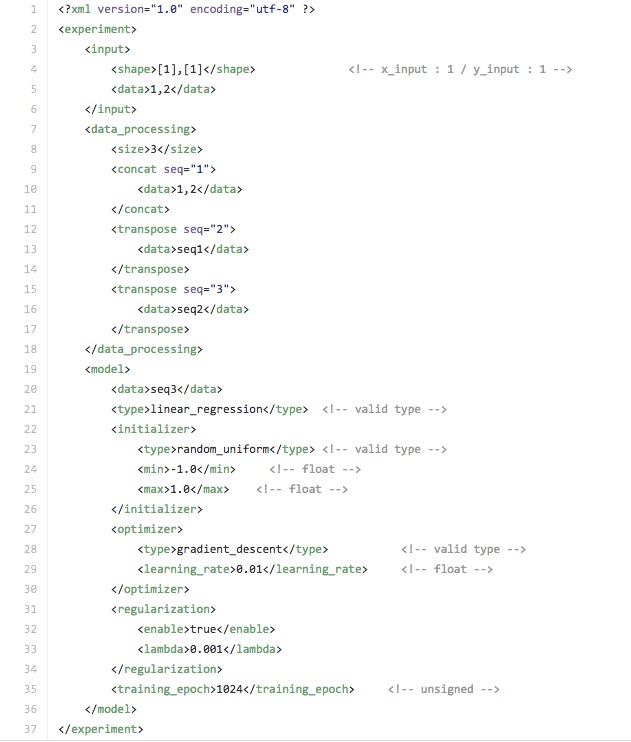 1 <?xml version="1.0" encoding="utf-8" ?>
2 <experiment>
3 <input>
4 <shape>[1],[1]</shape> <!-- x_input : 1 / y_input : 1 -->
5 <data>1,2</data>
6 </input>
7 <data_processing>
8 <size>3</size>
9 <concat seq="1">
10 <data>1,2</data>
11 </concat>
12 <transpose seq="2">
13 <data>seq1</data>
14 </transpose>
15 <transpose seq="3">
16 <data>seq2</data>
17 </transpose>
18 </data_processing>
19 <model>
20 <data>seq3</data>
21 <type>linear_regression</type> <!-- valid type -->
22 <initializer>
23 <type>random_uniform</type> <!-- valid type -->
24 <min>-1.0</min> <!-- float -->
25 <max>1.0</max> <!-- float -->
26 </initializer>
27 <optimizer>
28 <type>gradient_descent</type> <!-- valid type -->
29 <learning_rate>0.01</learning_rate> <!-- float -->
30 </optimizer>
31 <regularization>
32 <enable>true</enable>
33 <lambda>0.001</lambda>
34 </regularization>
35 <training_epoch>1024</training_epoch> <!-- unsigned -->
36 </model>
37 </experiment>